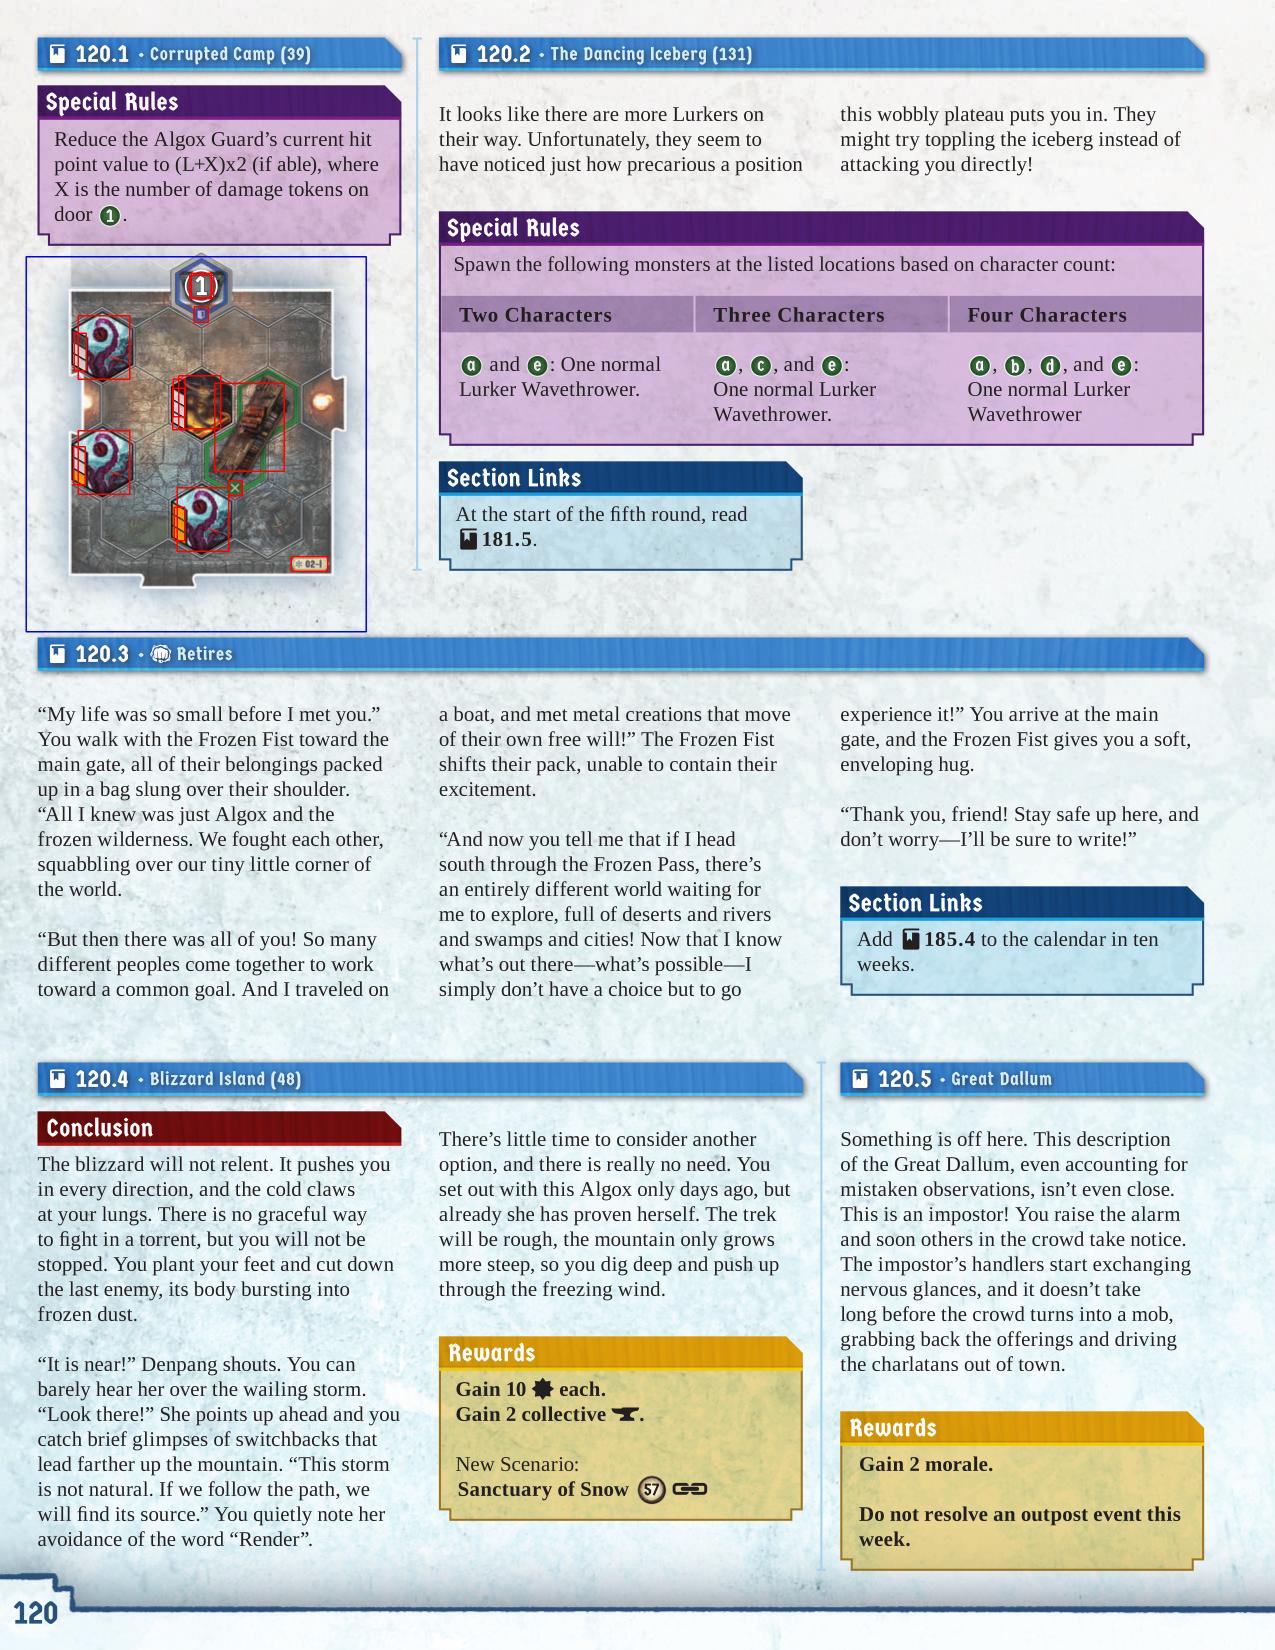 120.1 • Corrupted Camp (39)
Special Rules
Reduce the Algox Guard’s current hit
point value to (L+X)x2 (if able), where
X is the number of damage tokens on
door 1.
1
02-I
120.2 • The Dancing Iceberg (131)
It looks like there are more Lurkers on
their way. Unfortunately, they seem to
have noticed just how precarious a position
this wobbly plateau puts you in. They
might try toppling the iceberg instead of
attacking you directly!
Special Rules
Spawn the following monsters at the listed locations based on character count:
Two Characters
a and e: One normal
Lurker Wavethrower.
Three Characters
a, c, and e:
One normal Lurker
Wavethrower.
Four Characters
a, b, d, and e:
One normal Lurker
Wavethrower
Section Links
At the start of the fifth round, read
181.5.
120.3 • Retires
“My life was so small before I met you.”
You walk with the Frozen Fist toward the
main gate, all of their belongings packed
up in a bag slung over their shoulder.
“All I knew was just Algox and the
frozen wilderness. We fought each other,
squabbling over our tiny little corner of
the world.
“But then there was all of you! So many
different peoples come together to work
toward a common goal. And I traveled on
a boat, and met metal creations that move
of their own free will!” The Frozen Fist
shifts their pack, unable to contain their
excitement.
“And now you tell me that if I head
south through the Frozen Pass, there’s
an entirely different world waiting for
me to explore, full of deserts and rivers
and swamps and cities! Now that I know
what’s out there—what’s possible—I
simply don’t have a choice but to go
experience it!” You arrive at the main
gate, and the Frozen Fist gives you a soft,
enveloping hug.
“Thank you, friend! Stay safe up here, and
don’t worry—I’ll be sure to write!”
Section Links
Add 185.4 to the calendar in ten
weeks.
120.4 • Blizzard Island (48)
Conclusion
The blizzard will not relent. It pushes you
in every direction, and the cold claws
at your lungs. There is no graceful way
to fight in a torrent, but you will not be
stopped. You plant your feet and cut down
the last enemy, its body bursting into
frozen dust.
“It is near!” Denpang shouts. You can
barely hear her over the wailing storm.
“Look there!” She points up ahead and you
catch brief glimpses of switchbacks that
lead farther up the mountain. “This storm
is not natural. If we follow the path, we
will find its source.” You quietly note her
avoidance of the word “Render”.
There’s little time to consider another
option, and there is really no need. You
set out with this Algox only days ago, but
already she has proven herself. The trek
will be rough, the mountain only grows
more steep, so you dig deep and push up
through the freezing wind.
Rewards
Gain 10 each.
Gain 2 collective .
New Scenario:
Sanctuary of Snow 57
120.5 • Great Dallum
Something is off here. This description
of the Great Dallum, even accounting for
mistaken observations, isn’t even close.
This is an impostor! You raise the alarm
and soon others in the crowd take notice.
The impostor’s handlers start exchanging
nervous glances, and it doesn’t take
long before the crowd turns into a mob,
grabbing back the offerings and driving
the charlatans out of town.
Rewards
Gain 2 morale.
Do not resolve an outpost event this
week.
120